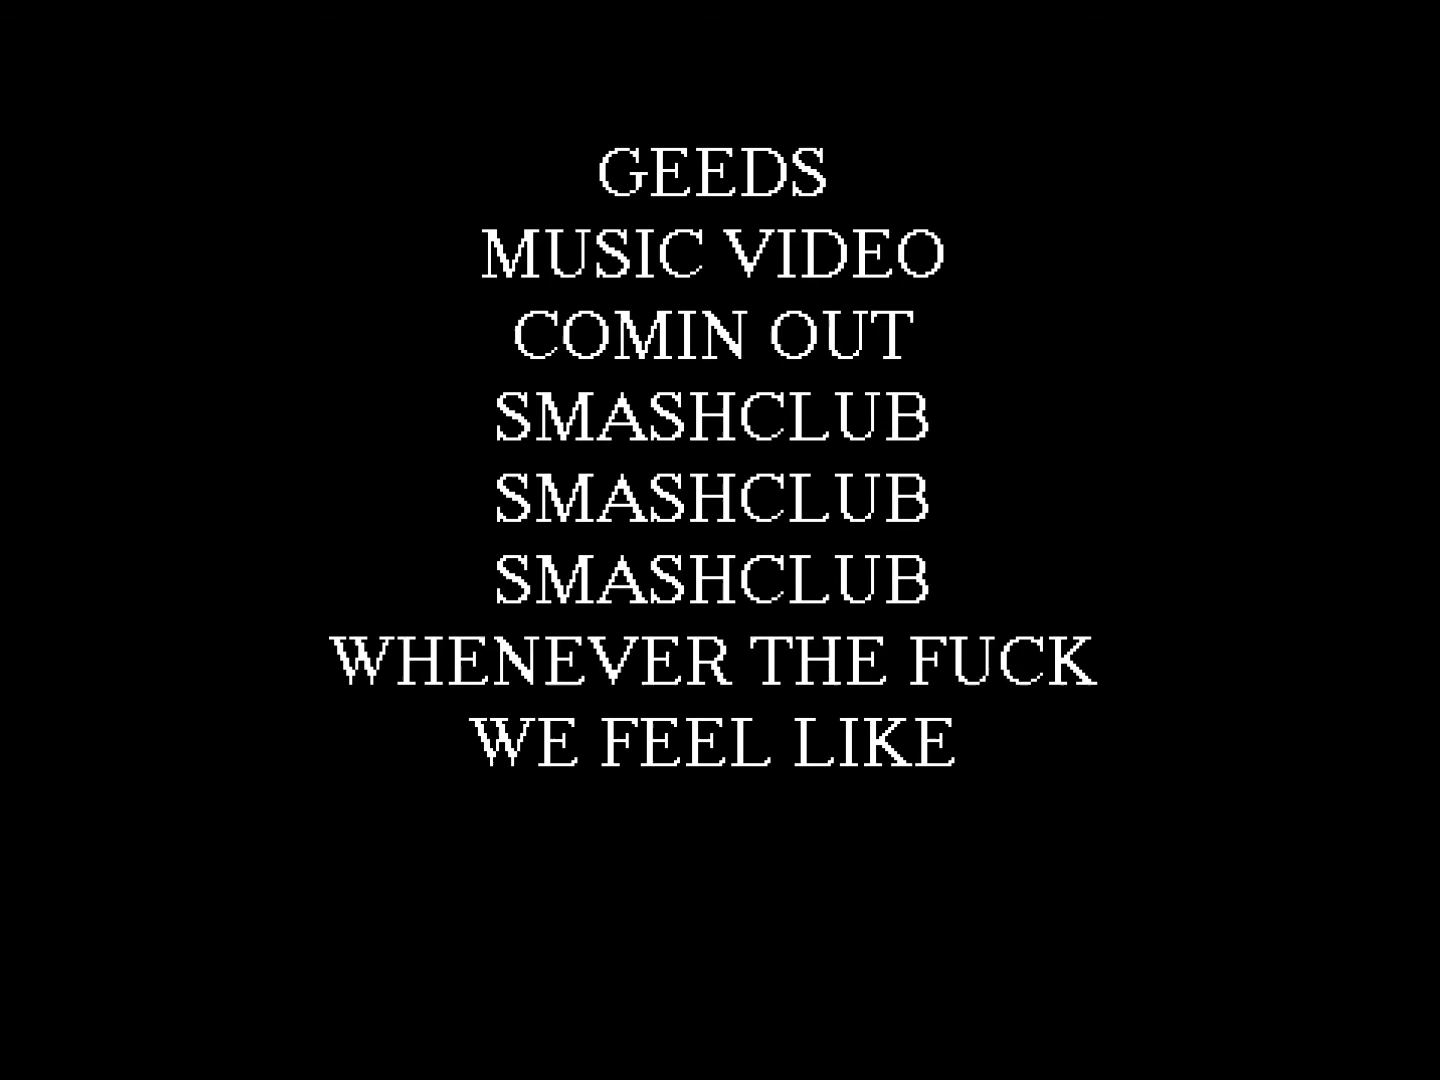 GEEDS
MUSIC VIDEO
COMIN OUT
SMASHCLUB
SMASHCLUB
SMASHCLUB
WHENEVER THE FUCK
WE FEEL LIKE